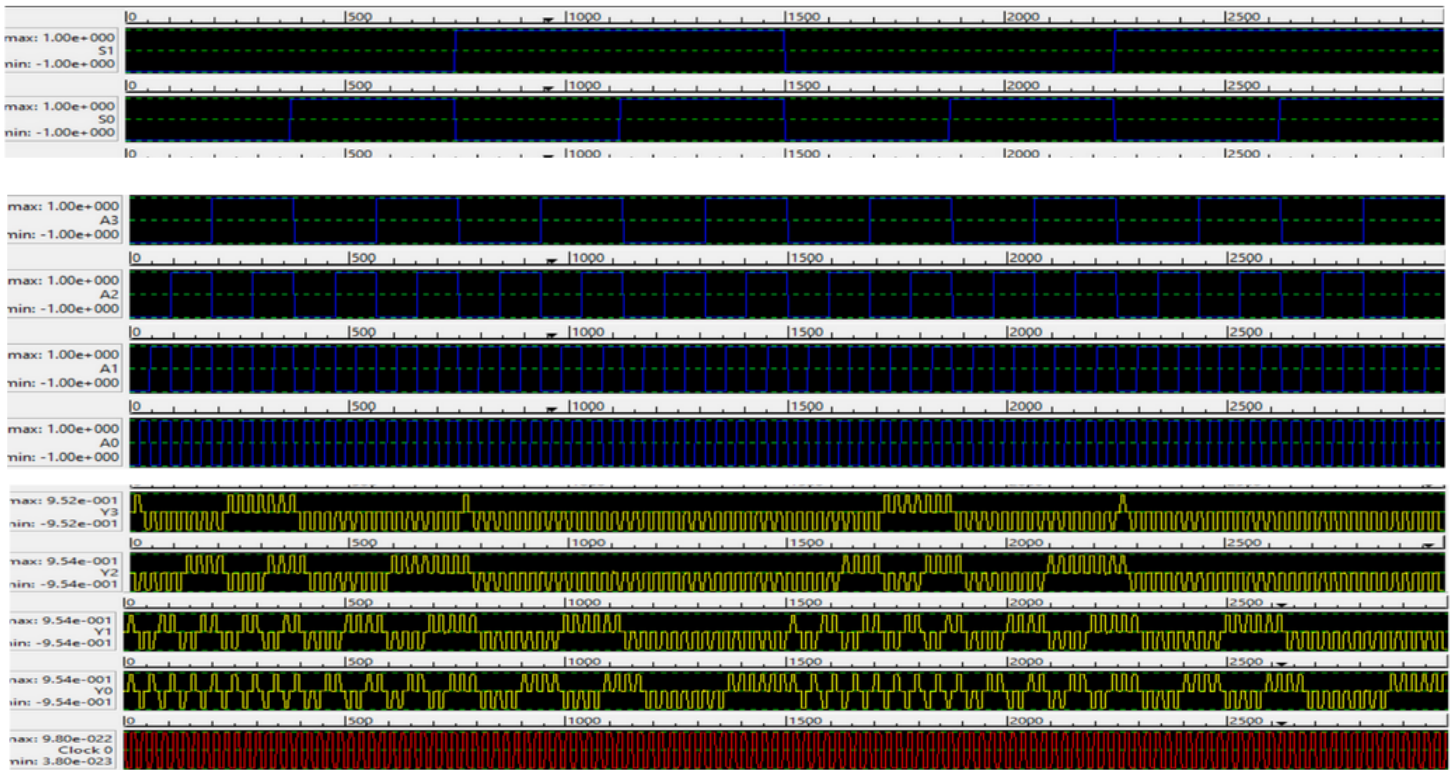 0 500 1000 1500 2000 2500
max: 1.00e+000
S1
min: -1.00e+000
0 500 1000 1500 2000 2500
max: 1.00e+000
S0
min: -1.00e+000
0 500 1000 1500 2000 2500
max: 1.00e+000
A3
min: -1.00e+000
0 500 1000 1500 2000 2500
max: 1.00e+000
A2
min: -1.00e+000
0 500 1000 1500 2000 2500
max: 1.00e+000
A1
min: -1.00e+000
0 500 1000 1500 2000 2500
max: 1.00e+000
A0
min: -1.00e+000
max: 9.52e-001
Y3
min: -9.52e-001
0 500 1000 1500 2000 2500
max: 9.54e-001
Y2
min: -9.54e-001
0 500 1000 1500 2000 2500
max: 9.54e-001
Y1
min: -9.54e-001
0 500 1000 1500 2000 2500
max: 9.54e-001
Y0
min: -9.54e-001
0 500 1000 1500 2000 2500
max: 9.80e-022
Clock 0
min: 3.80e-023